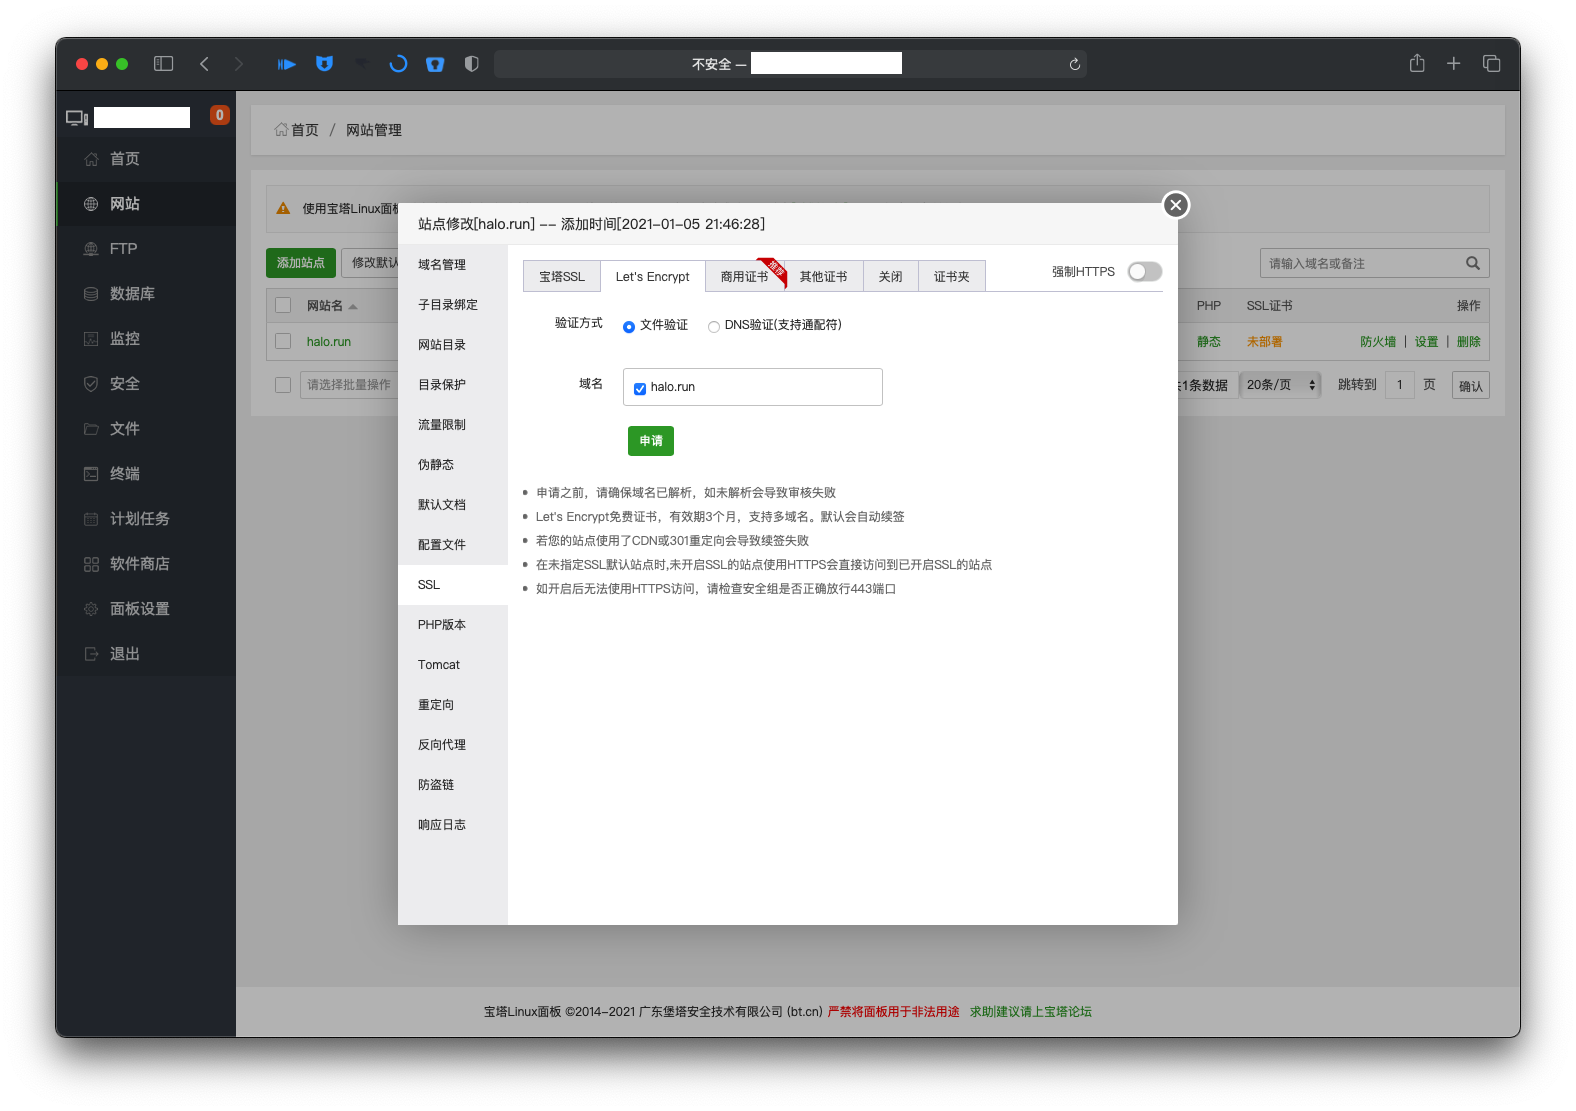 不安全 —
0
首页 / 网站管理
首页
网站
FTP
数据库
监控
安全
文件
终端
计划任务
软件商店
面板设置
退出
使用宝塔Linux面板
添加站点
修改默认
请输入域名或备注
网站名
PHP
SSL证书
操作
halo.run
静态
未部署
防火墙 | 设置 | 删除
请选择批量操作
1条数据
20条/页
跳转到
1
页
确认
站点修改[halo.run] -- 添加时间[2021-01-05 21:46:28]
域名管理
子目录绑定
网站目录
目录保护
流量限制
伪静态
默认文档
配置文件
SSL
PHP版本
Tomcat
重定向
反向代理
防盗链
响应日志
宝塔SSL
Let's Encrypt
商用证书
推荐
其他证书
关闭
证书夹
强制HTTPS
验证方式
文件验证
DNS验证(支持通配符)
域名
halo.run
申请
申请之前，请确保域名已解析，如未解析会导致审核失败
Let's Encrypt免费证书，有效期3个月，支持多域名。默认会自动续签
若您的站点使用了CDN或301重定向会导致续签失败
在未指定SSL默认站点时,未开启SSL的站点使用HTTPS会直接访问到已开启SSL的站点
如开启后无法使用HTTPS访问，请检查安全组是否正确放行443端口
宝塔Linux面板 ©2014-2021 广东堡塔安全技术有限公司 (bt.cn) 严禁将面板用于非法用途 求助|建议请上宝塔论坛